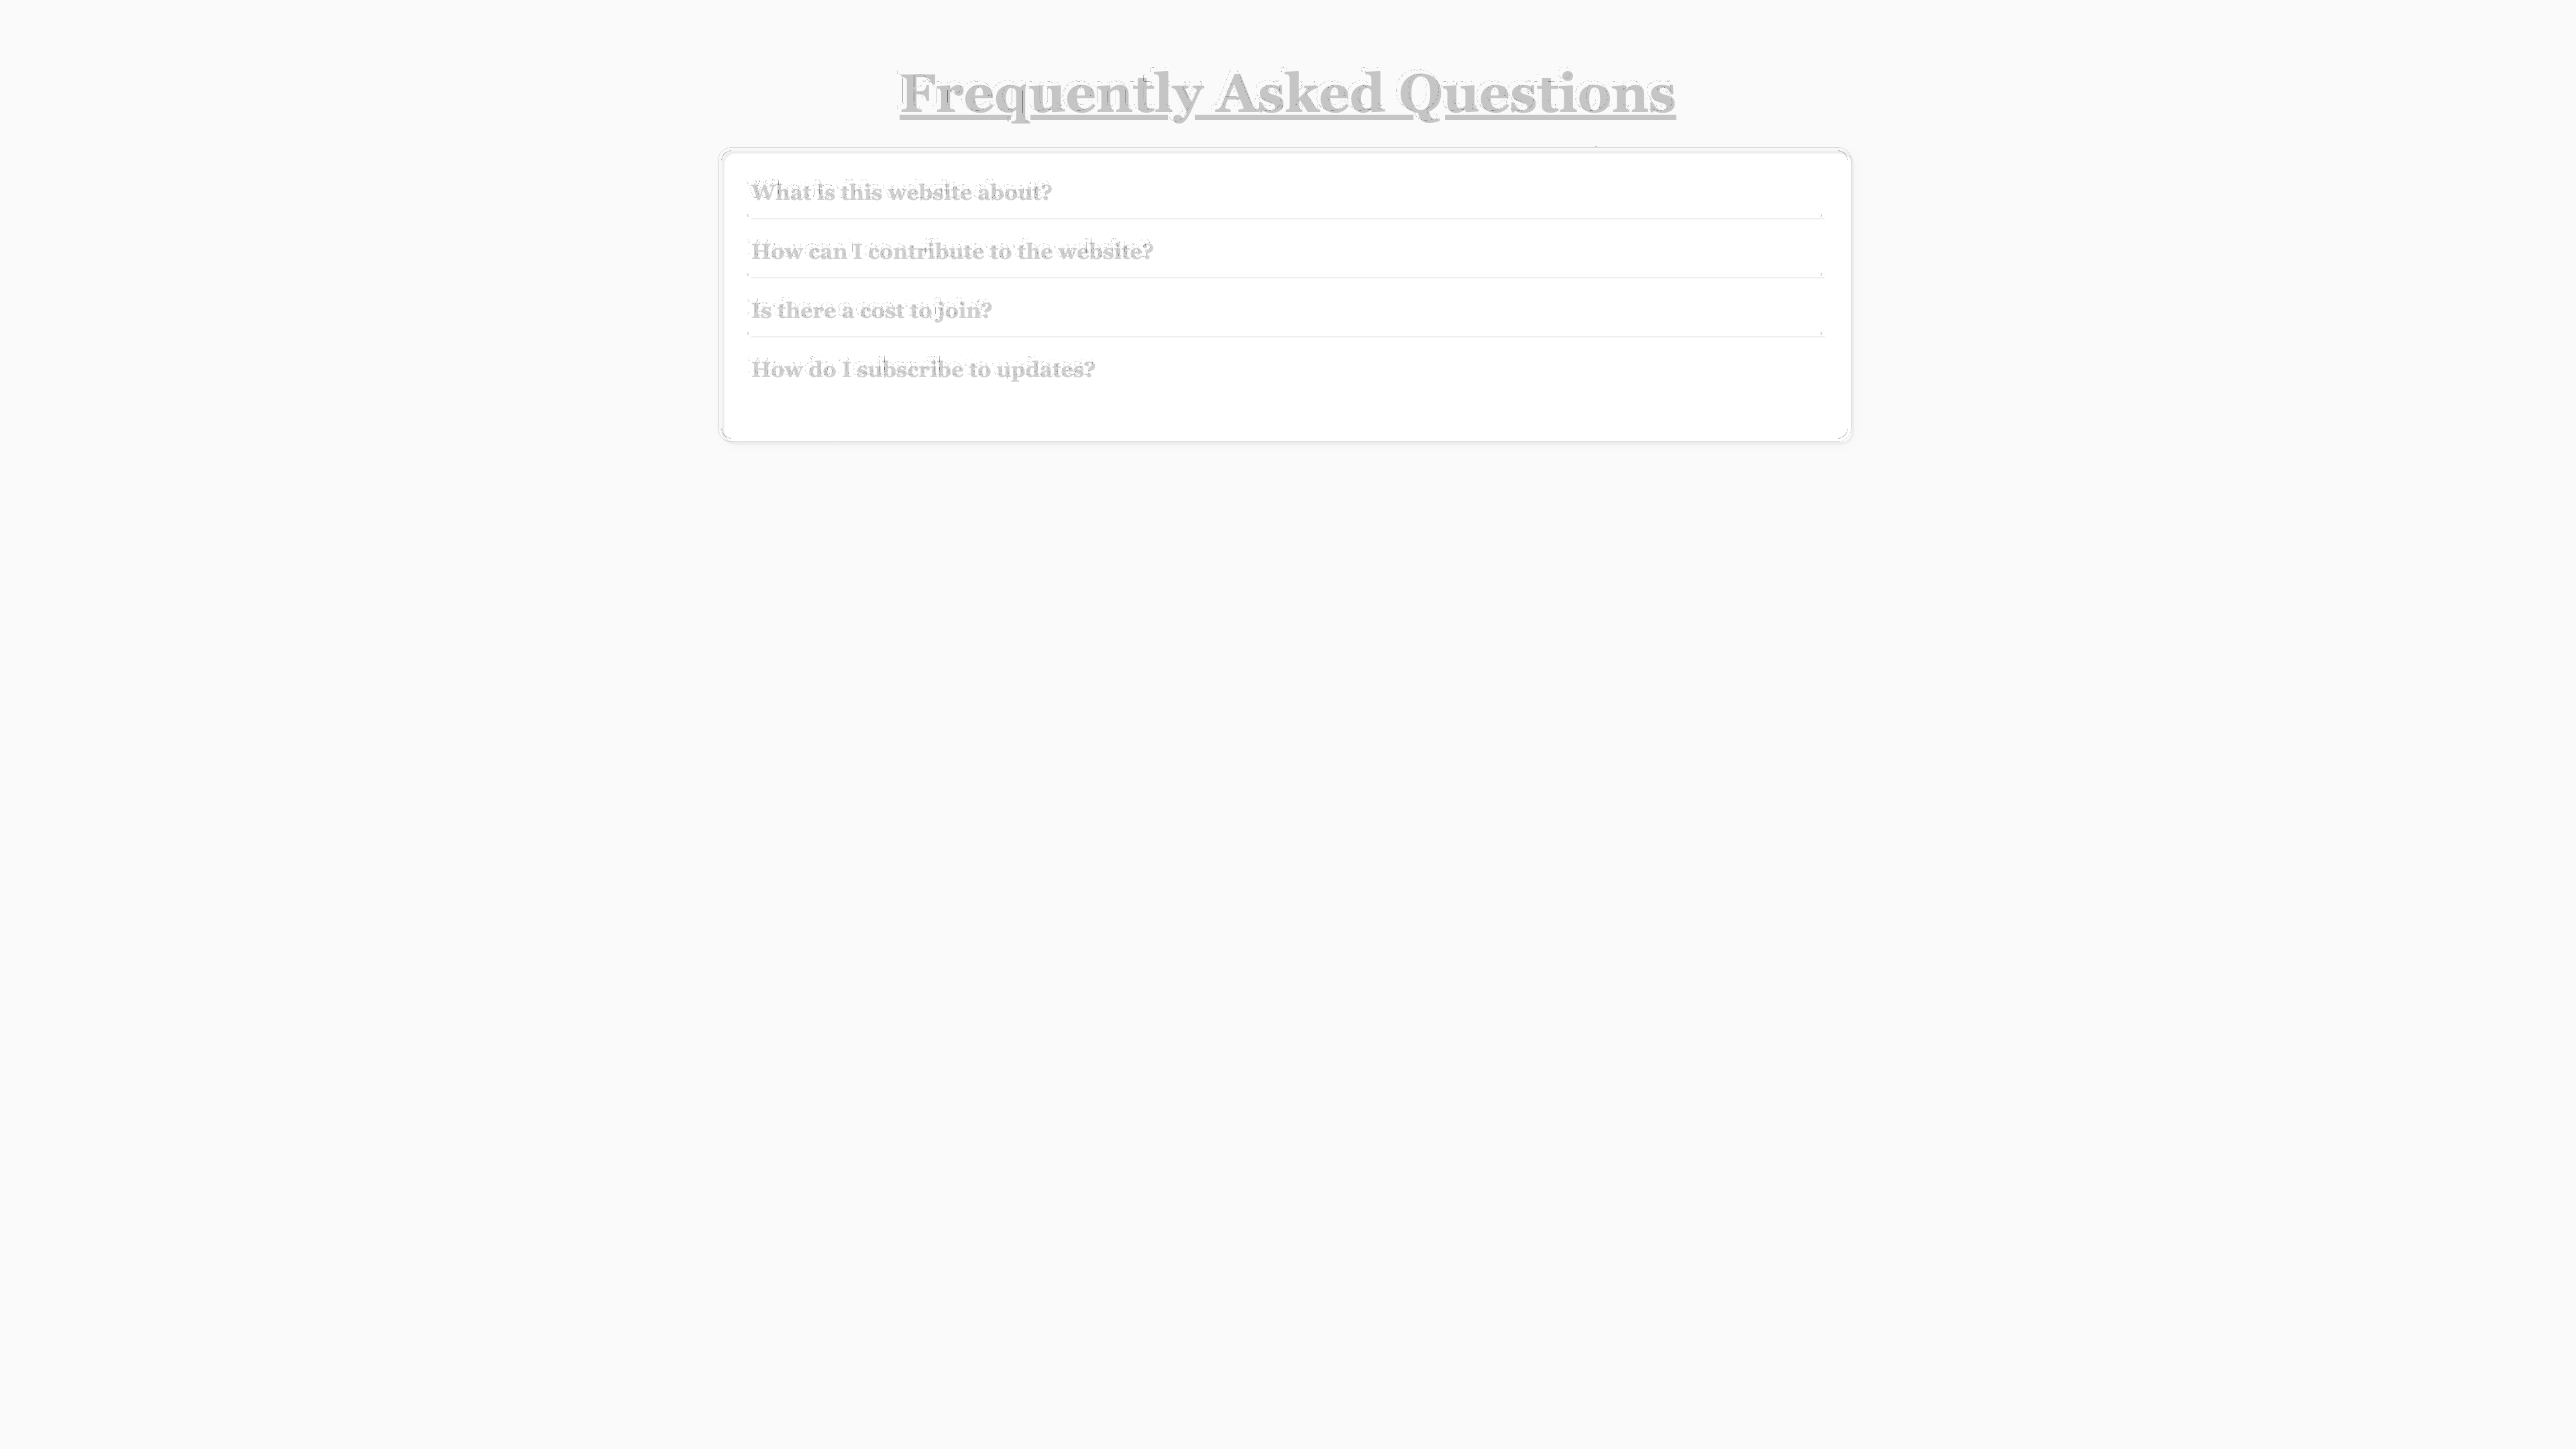 Frequently Asked Questions
What is this website about?
How can I contribute to the website?
Is there a cost to join?
How do I subscribe to updates?